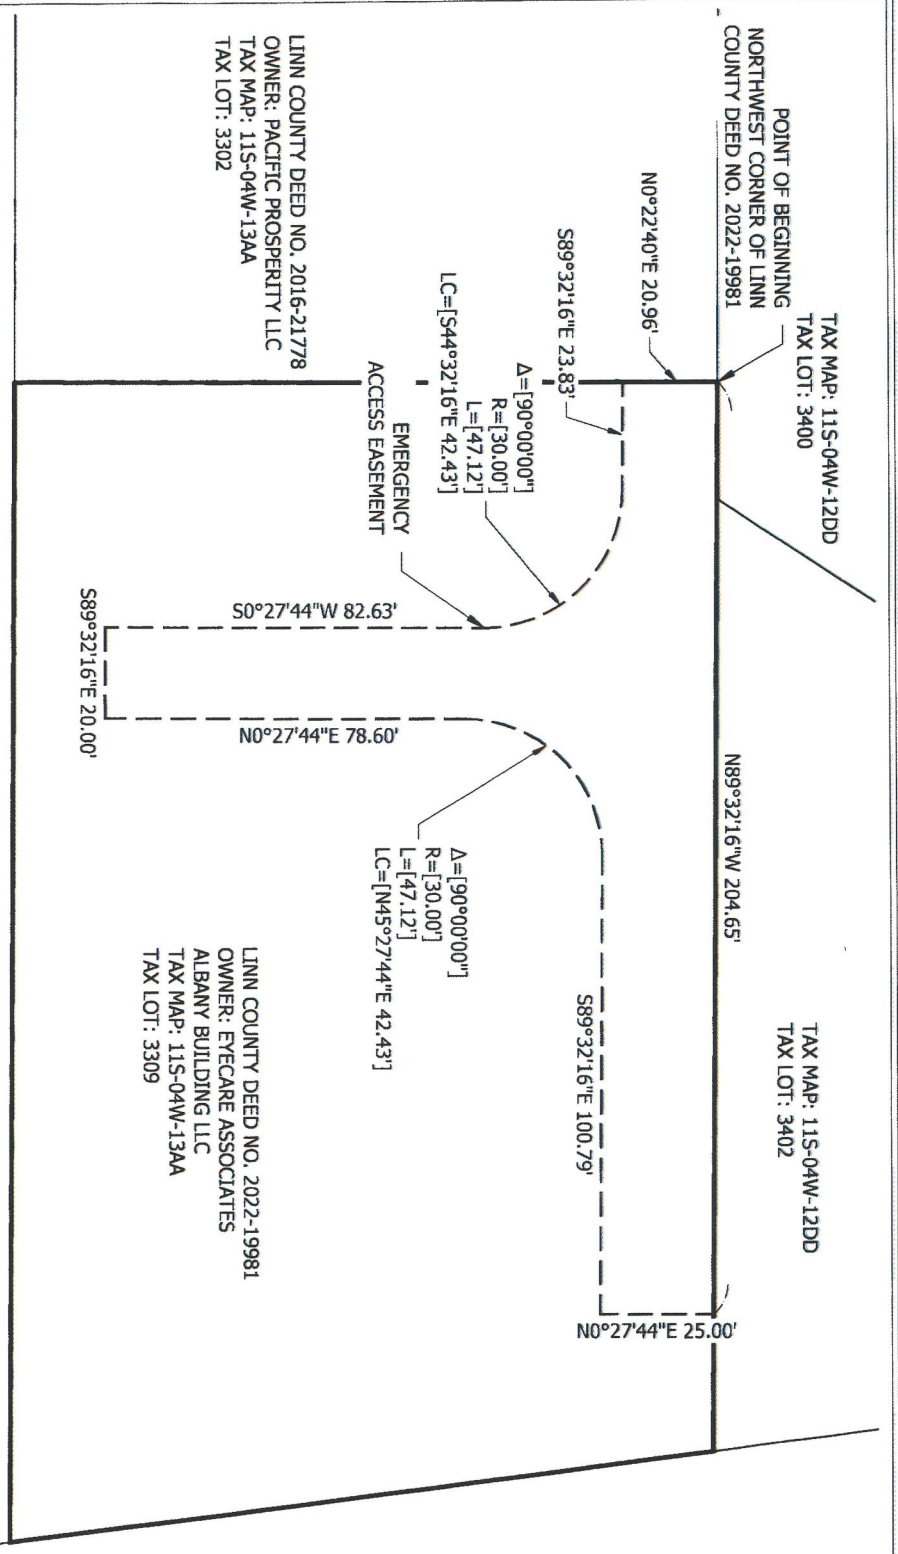 POINT OF BEGINNING
NORTHWEST CORNER OF LINN
COUNTY DEED NO. 2022-19981
TAX MAP: 11S-04W-12DD
TAX LOT: 3400
TAX MAP: 11S-04W-12DD
TAX LOT: 3402
N89°32'16"W 204.65'
N0°22'40"E 20.96'
S89°32'16"E 23.83'
Δ=[90°00'00"]
R=[30.00']
L=[47.12']
LC=[S44°32'16"E 42.43']
EMERGENCY
ACCESS EASEMENT
S0°27'44"W 82.63'
S89°32'16"E 20.00'
N0°27'44"E 78.60'
Δ=[90°00'00"]
R=[30.00']
L=[47.12']
LC=[N45°27'44"E 42.43']
S89°32'16"E 100.79'
N0°27'44"E 25.00'
LINN COUNTY DEED NO. 2016-21778
OWNER: PACIFIC PROSPERITY LLC
TAX MAP: 11S-04W-13AA
TAX LOT: 3302
LINN COUNTY DEED NO. 2022-19981
OWNER: EYECARE ASSOCIATES
ALBANY BUILDING LLC
TAX MAP: 11S-04W-13AA
TAX LOT: 3309